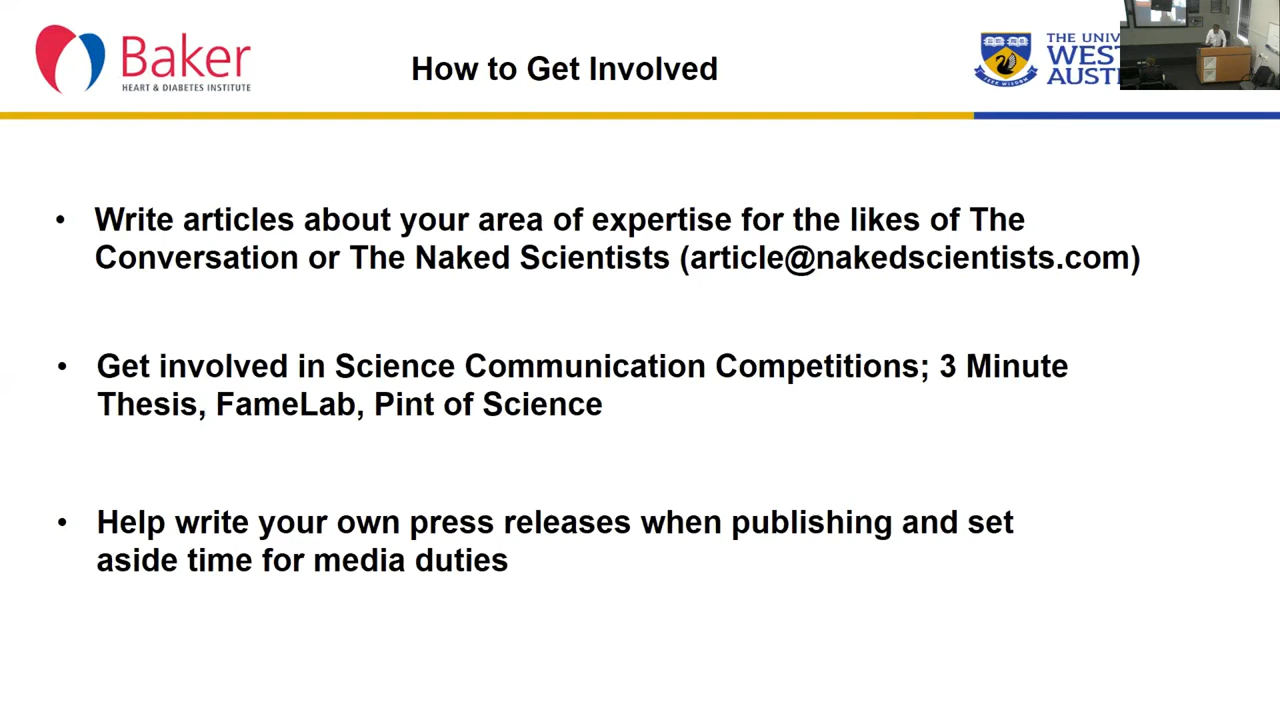 Baker
HEART & DIABETES INSTITUTE
How to Get Involved
THE UNIV
WEST
AUST
SEEK WISDOM
• Write articles about your area of expertise for the likes of The
Conversation or The Naked Scientists (article@nakedscientists.com)
• Get involved in Science Communication Competitions; 3 Minute
Thesis, FameLab, Pint of Science
• Help write your own press releases when publishing and set
aside time for media duties